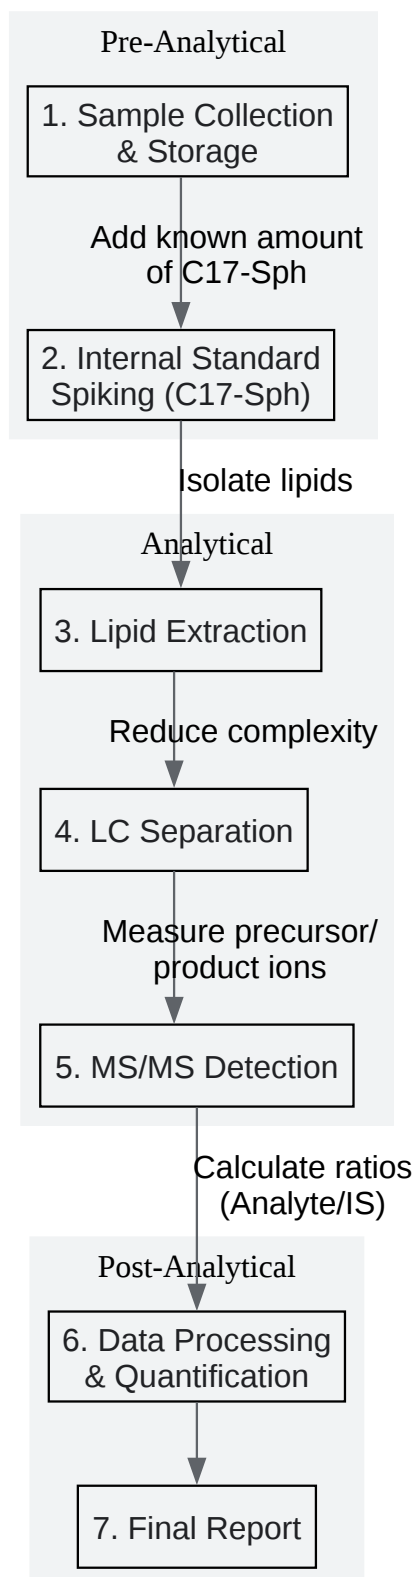 Pre-Analytical
1. Sample Collection
& Storage
Add known amount
of C17-Sph
2. Internal Standard
Spiking (C17-Sph)
Isolate lipids
Analytical
3. Lipid Extraction
Reduce complexity
4. LC Separation
Measure precursor/
product ions
5. MS/MS Detection
Calculate ratios
(Analyte/IS)
Post-Analytical
6. Data Processing
& Quantification
7. Final Report